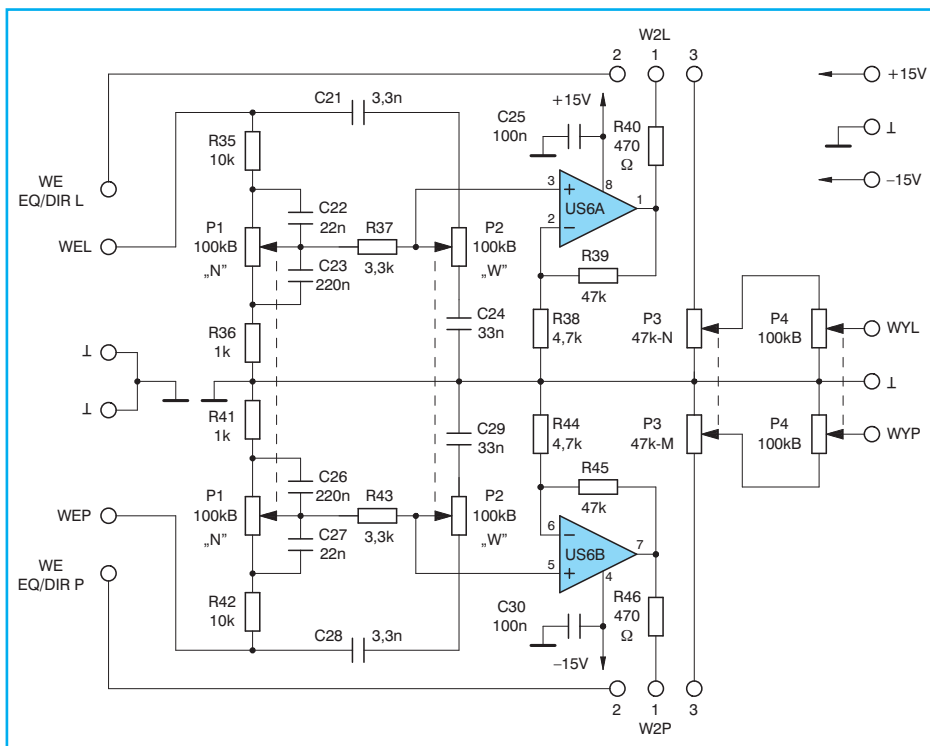 W2L
2
1
3
+15V
C21
3,3n
+15V
C25
100n
R40
470
Ω
⊥
R35
10k
WE
EQ/DIR L
−15V
3
8
1
US6A
2
C22
22n
R37
3,3k
P1
100kB
„N”
P2
100kB
„W”
WEL
C23
220n
R39
47k
C24
33n
R38
4,7k
P3
47k-N
P4
100kB
WYL
R36
1k
⊥
⊥
⊥
R41
1k
C29
33n
R44
4,7k
P3
47k-M
P4
100kB
WYP
C26
220n
R43
3,3k
R45
47k
P1
100kB
„N”
P2
100kB
„W”
WEP
C27
22n
6
7
US6B
5
4
WE
EQ/DIR P
R42
10k
C30
100n
R46
470
Ω
C28
3,3n
−15V
2
1
3
W2P